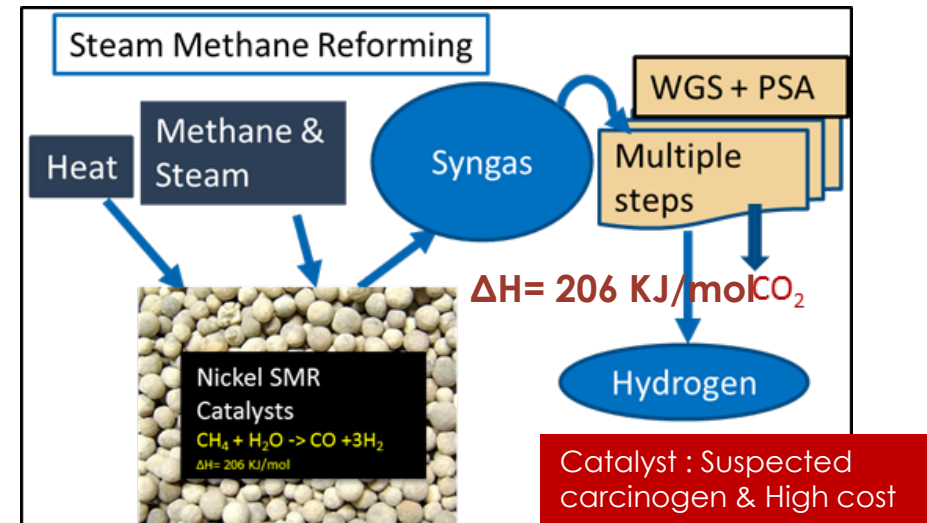 Steam Methane Reforming
WGS + PSA
Heat
Methane &
Steam
Syngas
Multiple
steps
ΔH= 206 KJ/mol
CO₂
Nickel SMR
Catalysts
CH₄ + H₂O -> CO +3H₂
ΔH= 206 KJ/mol
Hydrogen
Catalyst : Suspected
carcinogen & High cost